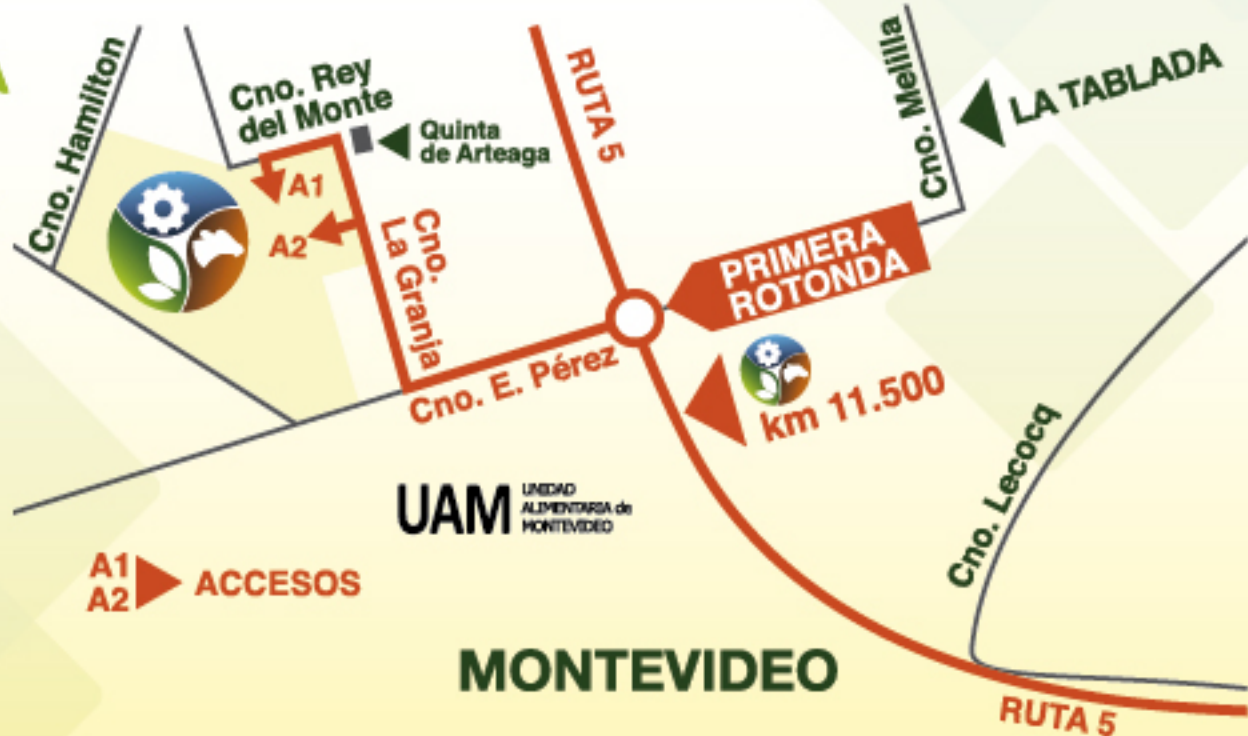 Cno. Hamilton
Cno. Rey
del Monte
Quinta
de Arteaga
RUTA 5
Cno. Melilla
LA TABLADA
A1
A2
Cno.
La Granja
PRIMERA
ROTONDA
Cno. E. Pérez
km 11.500
UAM
UNIDAD
ALIMENTARIA de
MONTEVIDEO
Cno. Lecocq
A1
A2
ACCESOS
MONTEVIDEO
RUTA 5